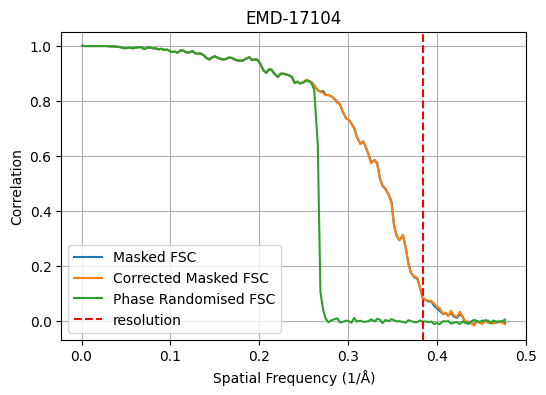 EMD-17104
1.0
0.8
0.6
0.4
0.2
0.0
Correlation
Masked FSC
Corrected Masked FSC
Phase Randomised FSC
resolution
0.0 0.1 0.2 0.3 0.4 0.5
Spatial Frequency (1/Å)